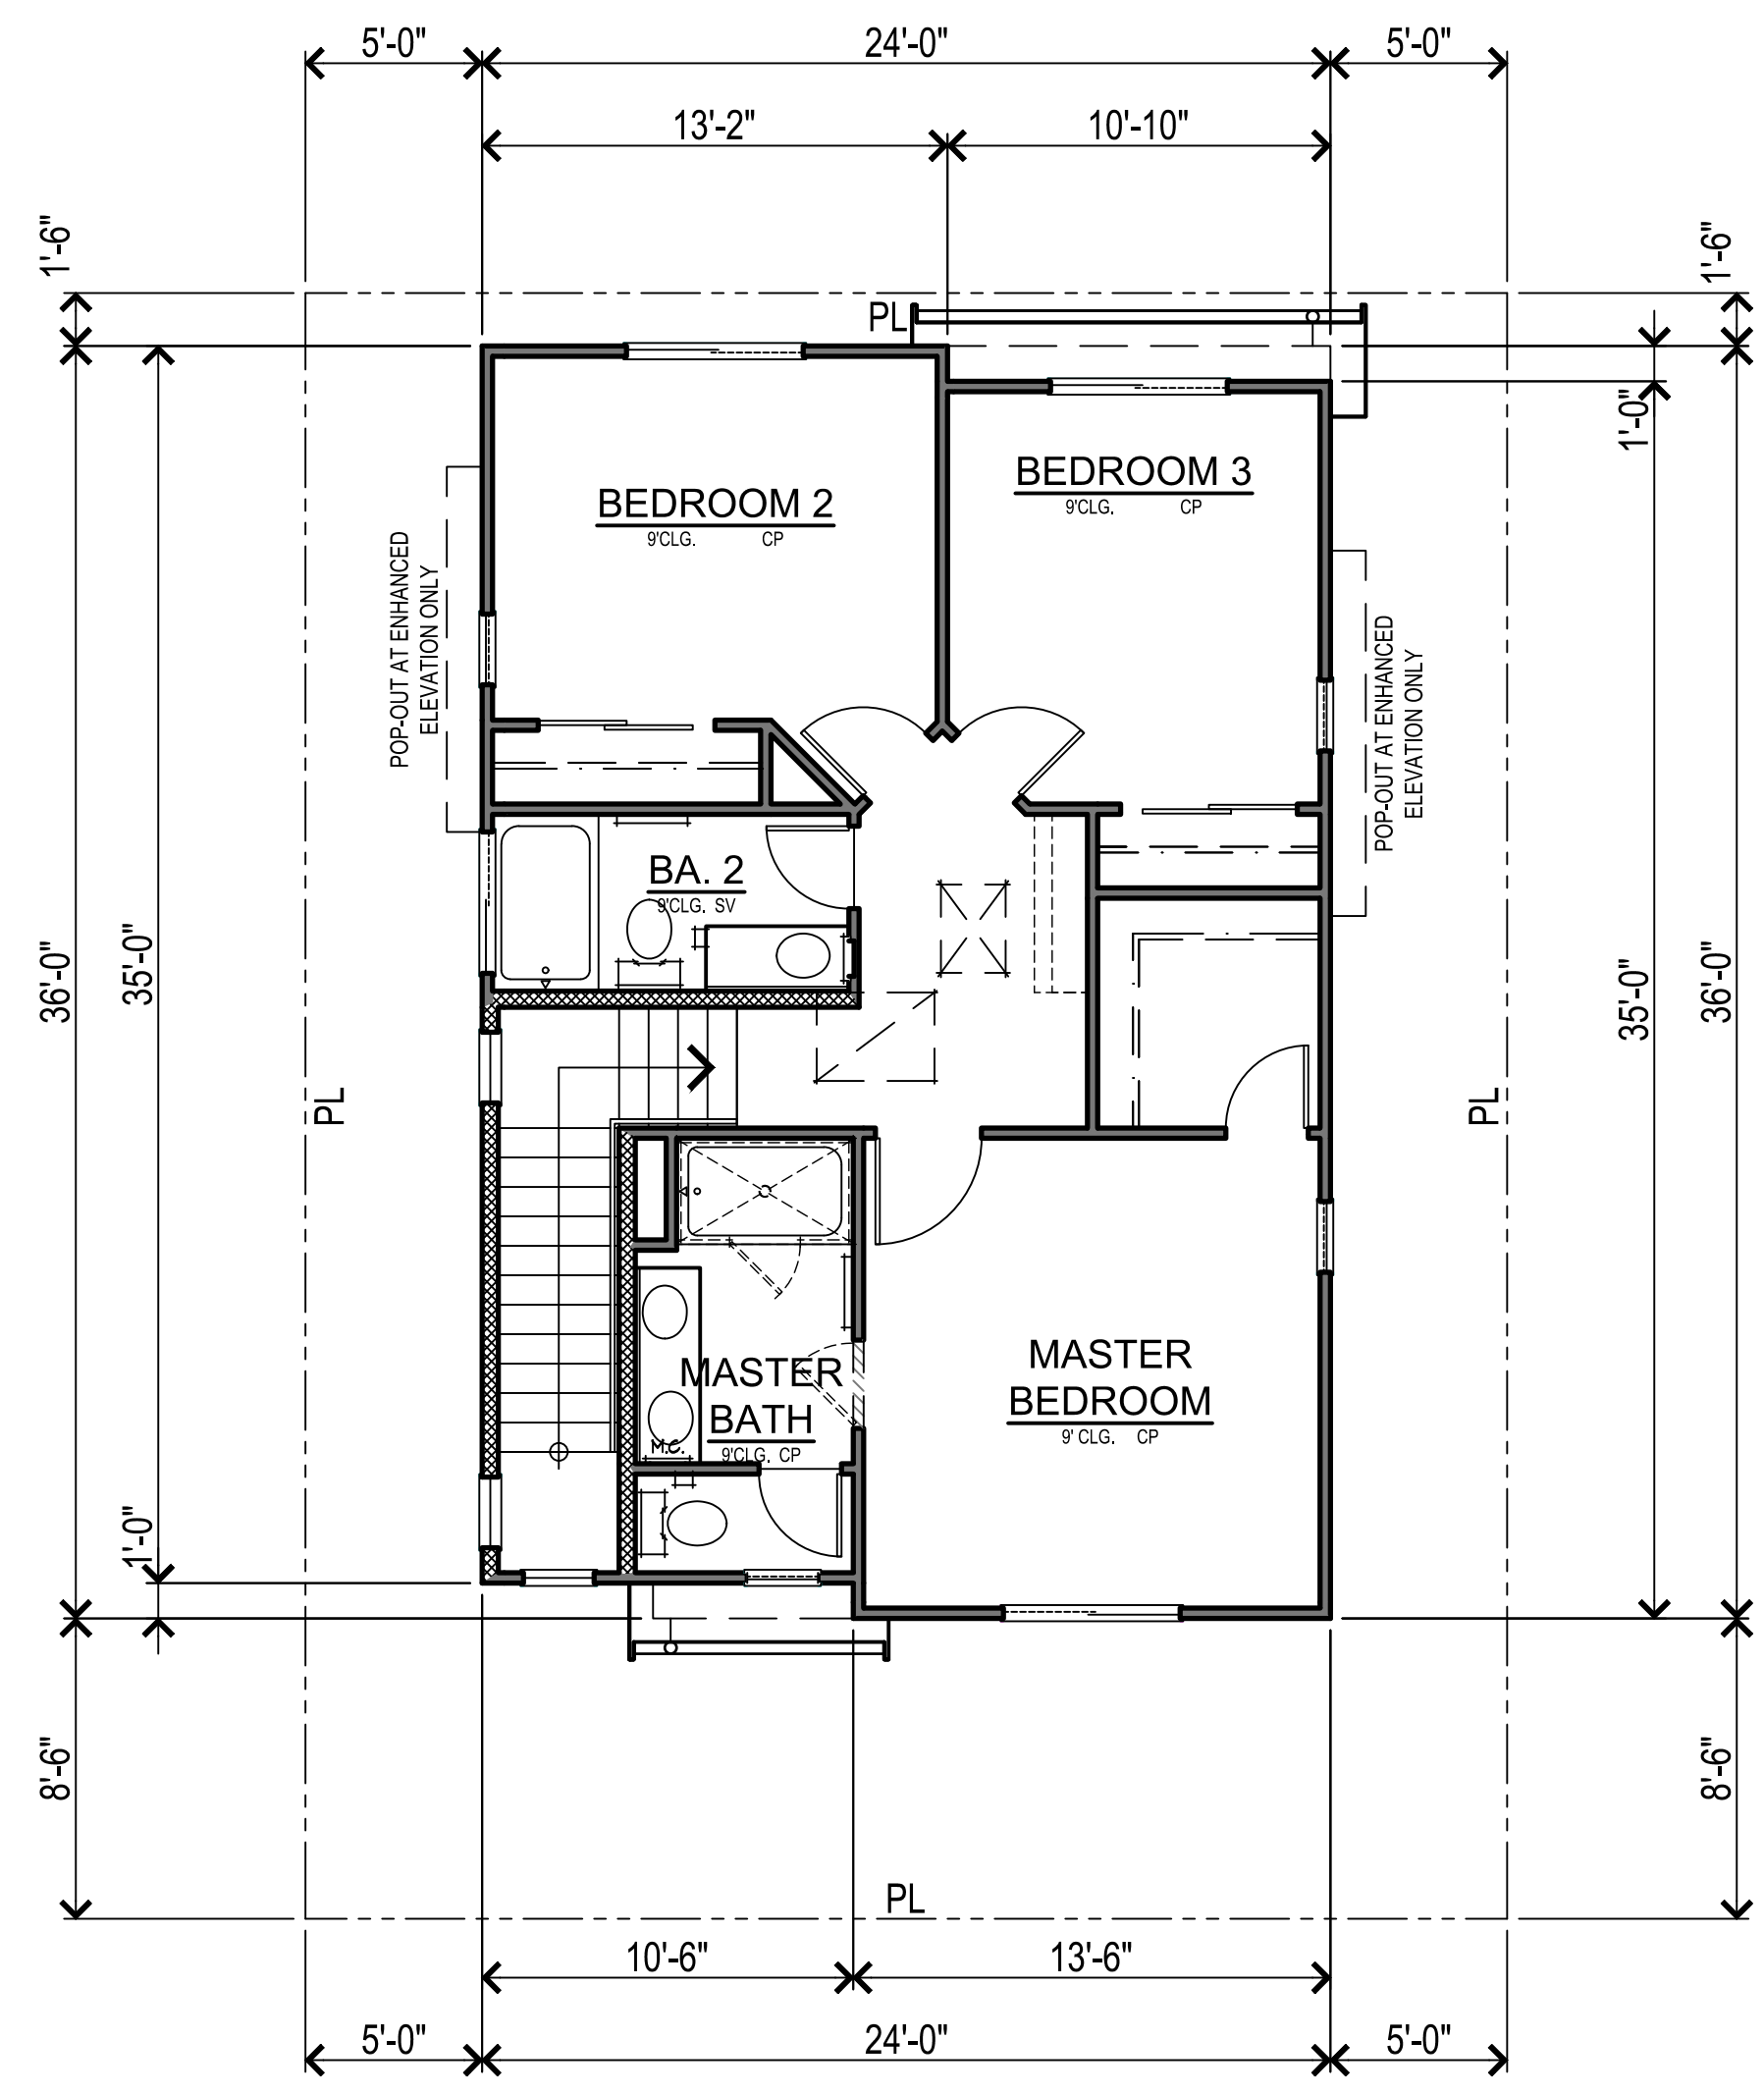 5'-0" 24'-0" 5'-0"
13'-2" 10'-10"
1'-6"
1'-6"
PL
1'-0"
BEDROOM 2
9'CLG. CP
BEDROOM 3
9'CLG. CP
POP-OUT AT ENHANCED
ELEVATION ONLY
POP-OUT AT ENHANCED
ELEVATION ONLY
BA. 2
9'CLG. SV
36'-0"
35'-0"
35'-0"
36'-0"
PL
PL
MASTER
BATH
9'CLG. CP
M.C.
MASTER
BEDROOM
9' CLG. CP
1'-0"
8'-6"
8'-6"
PL
10'-6" 13'-6"
5'-0" 24'-0" 5'-0"